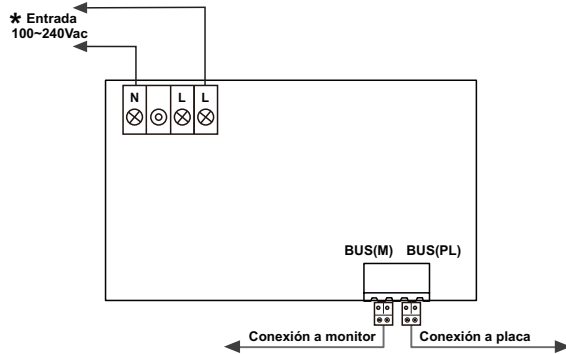 * Entrada
100~240Vac
N L L
BUS(M) BUS(PL)
Conexión a monitor Conexión a placa